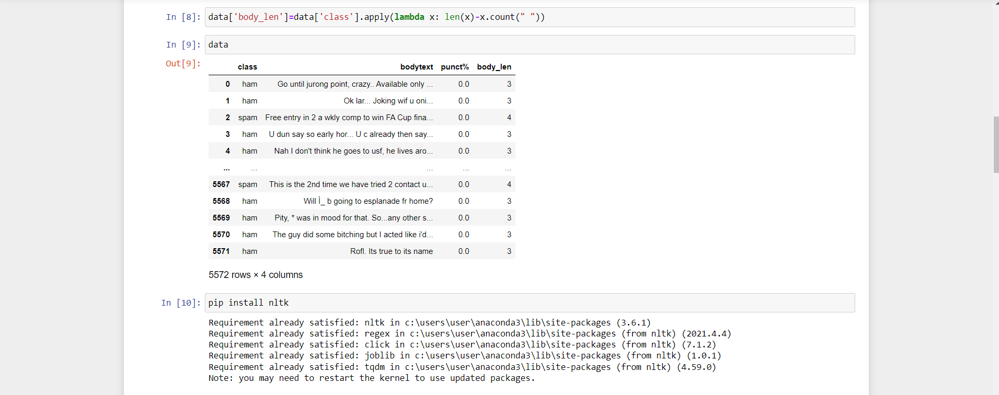 In [8]: data['body_len']=data['class'].apply(lambda x: len(x)-x.count(" "))
In [9]: data
Out[9]:
class bodytext punct% body_len
0 ham Go until jurong point, crazy.. Available only ... 0.0 3
1 ham Ok lar... Joking wif u oni... 0.0 3
2 spam Free entry in 2 a wkly comp to win FA Cup fina... 0.0 4
3 ham U dun say so early hor... U c already then say... 0.0 3
4 ham Nah I don't think he goes to usf, he lives aro... 0.0 3
... ... ... ... ...
5567 spam This is the 2nd time we have tried 2 contact u... 0.0 4
5568 ham Will Ì_ b going to esplanade fr home? 0.0 3
5569 ham Pity, * was in mood for that. So...any other s... 0.0 3
5570 ham The guy did some bitching but I acted like i'd... 0.0 3
5571 ham Rofl. Its true to its name 0.0 3
5572 rows × 4 columns
In [10]: pip install nltk
Requirement already satisfied: nltk in c:\users\user\anaconda3\lib\site-packages (3.6.1)
Requirement already satisfied: regex in c:\users\user\anaconda3\lib\site-packages (from nltk) (2021.4.4)
Requirement already satisfied: click in c:\users\user\anaconda3\lib\site-packages (from nltk) (7.1.2)
Requirement already satisfied: joblib in c:\users\user\anaconda3\lib\site-packages (from nltk) (1.0.1)
Requirement already satisfied: tqdm in c:\users\user\anaconda3\lib\site-packages (from nltk) (4.59.0)
Note: you may need to restart the kernel to use updated packages.